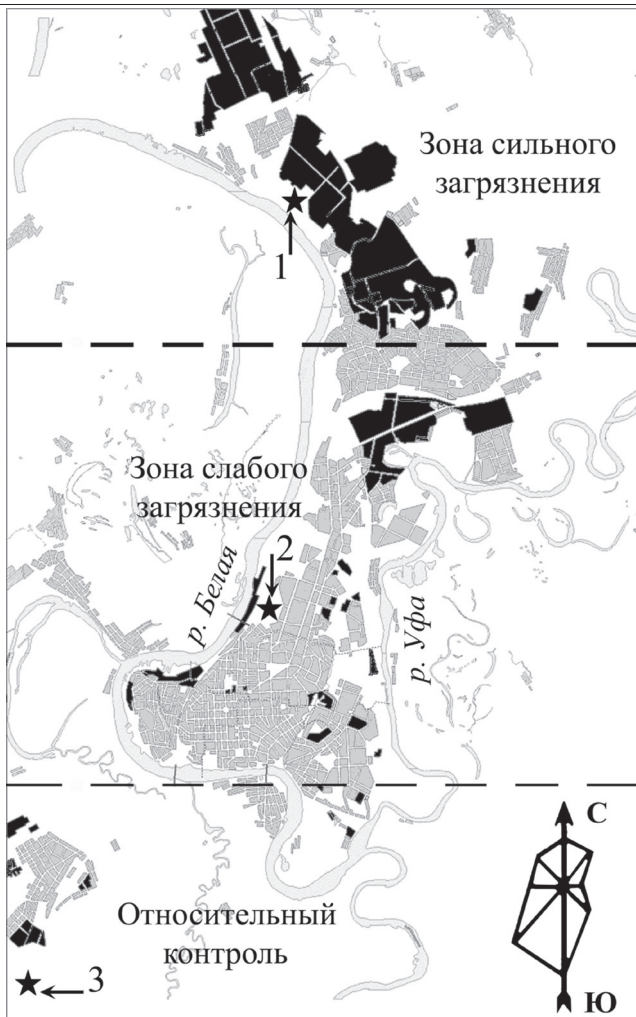 Зона сильного
загрязнения
1
Зона слабого
загрязнения
2
р. Белая
р. Уфа
С
Относительный
контроль
3
Ю